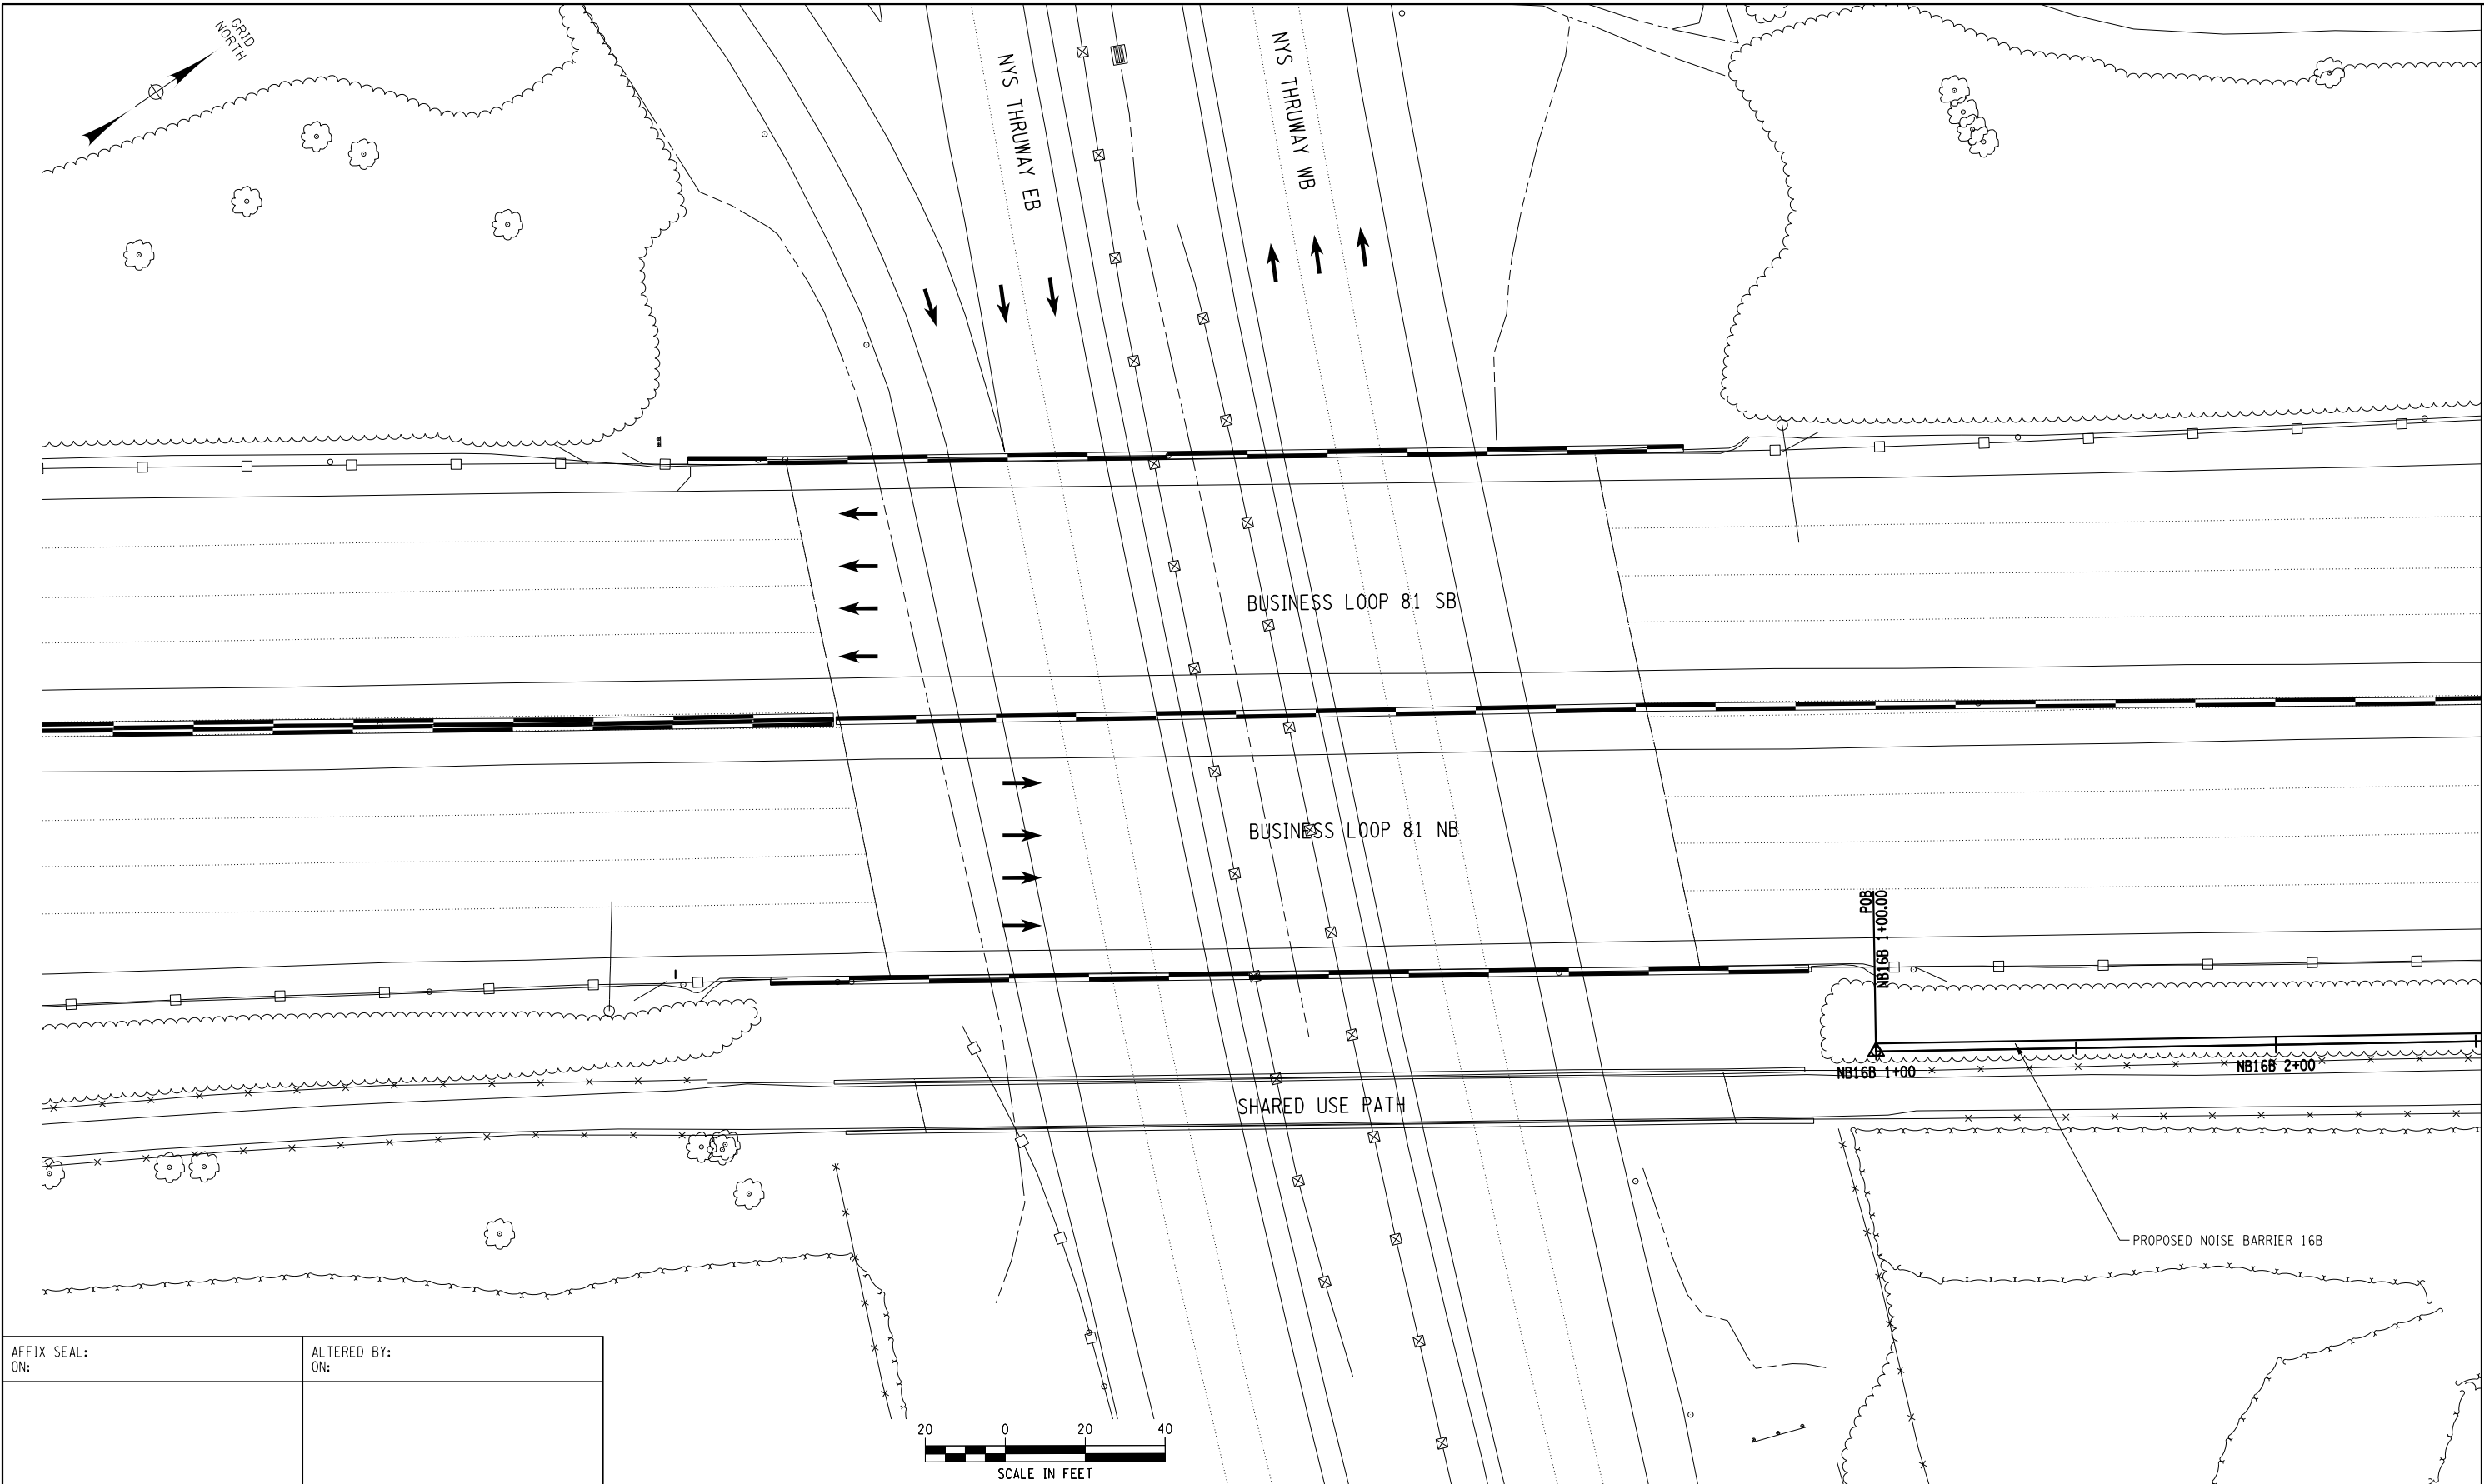 GRID
NORTH
NYS THRUWAY EB
NYS THRUWAY WB
BUSINESS LOOP 81 SB
BUSINESS LOOP 81 NB
POB
NB16B 1+00.00
NB16B 1+00
NB16B 2+00
SHARED USE PATH
PROPOSED NOISE BARRIER 16B
AFFIX SEAL:
ON:
ALTERED BY:
ON:
20 0 20 40
SCALE IN FEET